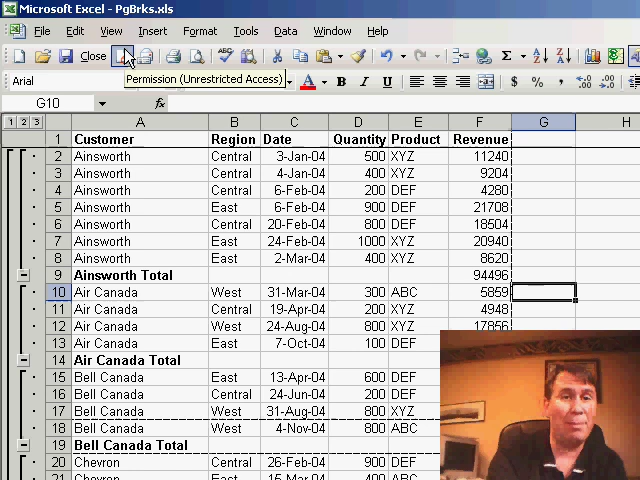 Microsoft Excel - PgBrks.xls
File Edit View Insert Format Tools Data Window Help
Close
Permission (Unrestricted Access)
Arial A B I $ % ,
G10 fx
1 2 3 A B C D E F G H
1 Customer Region Date Quantity Product Revenue
2 Ainsworth Central 3-Jan-04 500 XYZ 11240
3 Ainsworth Central 4-Jan-04 400 XYZ 9204
4 Ainsworth Central 6-Feb-04 200 DEF 4280
5 Ainsworth East 6-Feb-04 900 DEF 21708
6 Ainsworth Central 20-Feb-04 800 DEF 18504
7 Ainsworth East 24-Feb-04 1000 XYZ 20940
8 Ainsworth East 2-Mar-04 400 XYZ 8620
9 Ainsworth Total 94496
10 Air Canada West 31-Mar-04 300 ABC 5859
11 Air Canada Central 19-Apr-04 200 XYZ 4948
12 Air Canada West 24-Aug-04 800 XYZ 17856
13 Air Canada East 7-Oct-04 100 DEF
14 Air Canada Total
15 Bell Canada East 13-Apr-04 600 DEF
16 Bell Canada Central 24-Jun-04 200 DEF
17 Bell Canada West 31-Aug-04 800 XYZ
18 Bell Canada West 4-Nov-04 800 ABC
19 Bell Canada Total
20 Chevron Central 26-Feb-04 900 DEF